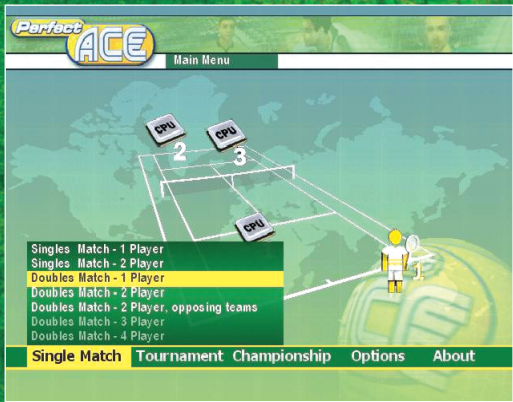 Perfect
ACE
Main Menu
CPU
CPU
2
3
CPU
1
Singles Match - 1 Player
Singles Match - 2 Player
Doubles Match - 1 Player
Doubles Match - 2 Player
Doubles Match - 2 Player, opposing teams
Doubles Match - 3 Player
Doubles Match - 4 Player
ACE
Single Match Tournament Championship Options About